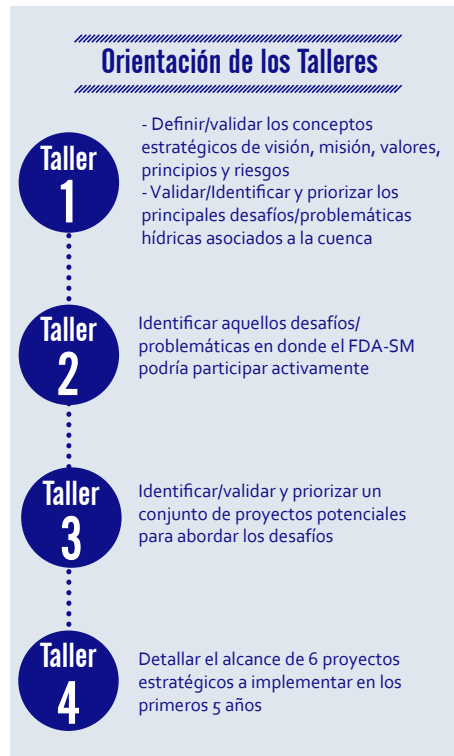 Orientación de los Talleres
Taller
1
- Definir/validar los conceptos
estratégicos de visión, misión, valores,
principios y riesgos
- Validar/Identificar y priorizar los
principales desafíos/problemáticas
hídricas asociados a la cuenca
Taller
2
Identificar aquellos desafíos/
problemáticas en donde el FDA-SM
podría participar activamente
Taller
3
Identificar/validar y priorizar un
conjunto de proyectos potenciales
para abordar los desafíos
Taller
4
Detallar el alcance de 6 proyectos
estratégicos a implementar en los
primeros 5 años